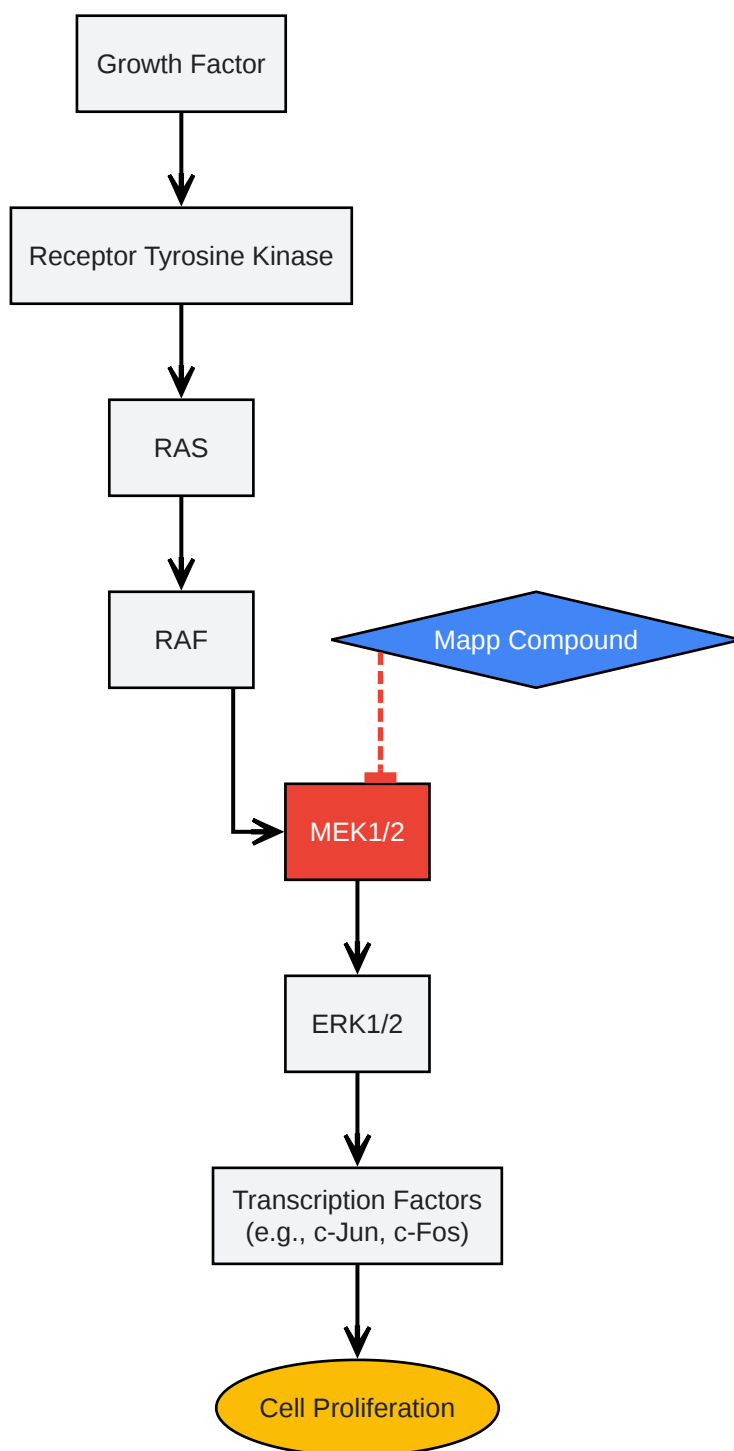 Growth Factor
Receptor Tyrosine Kinase
RAS
RAF
Mapp Compound
MEK1/2
ERK1/2
Transcription Factors
(e.g., c-Jun, c-Fos)
Cell Proliferation